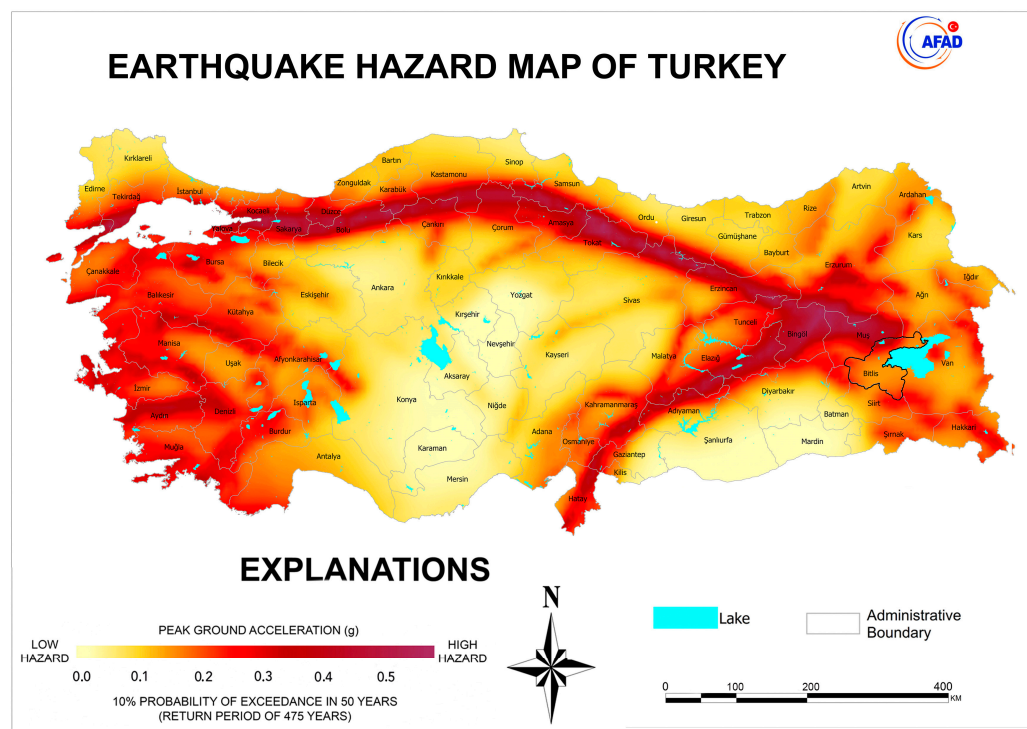 AFAD
EARTHQUAKE HAZARD MAP OF TURKEY
Kırklareli
Edirne
Tekirdağ
İstanbul
Kocaeli
Yalova
Sakarya
Düzce
Bolu
Zonguldak
Bartın
Karabük
Kastamonu
Sinop
Samsun
Çankırı
Çorum
Amasya
Tokat
Ordu
Giresun
Trabzon
Gümüşhane
Bayburt
Rize
Artvin
Ardahan
Kars
Iğdır
Ağrı
Erzurum
Erzincan
Çanakkale
Bursa
Bilecik
Balıkesir
Kütahya
Eskişehir
Ankara
Kırıkkale
Yozgat
Sivas
Kırşehir
Nevşehir
Kayseri
Malatya
Elazığ
Tunceli
Bingöl
Muş
Bitlis
Van
Manisa
Uşak
Afyonkarahisar
İzmir
Aydın
Denizli
Isparta
Burdur
Muğla
Antalya
Konya
Aksaray
Niğde
Karaman
Mersin
Adana
Osmaniye
Kahramanmaraş
Adıyaman
Gaziantep
Kilis
Hatay
Şanlıurfa
Diyarbakır
Mardin
Batman
Siirt
Şırnak
Hakkari
EXPLANATIONS
PEAK GROUND ACCELERATION (g)
LOW
HAZARD
HIGH
HAZARD
0.0 0.1 0.2 0.3 0.4 0.5
10% PROBABILITY OF EXCEEDANCE IN 50 YEARS
(RETURN PERIOD OF 475 YEARS)
N
Lake
Administrative
Boundary
0 100 200 400
KM